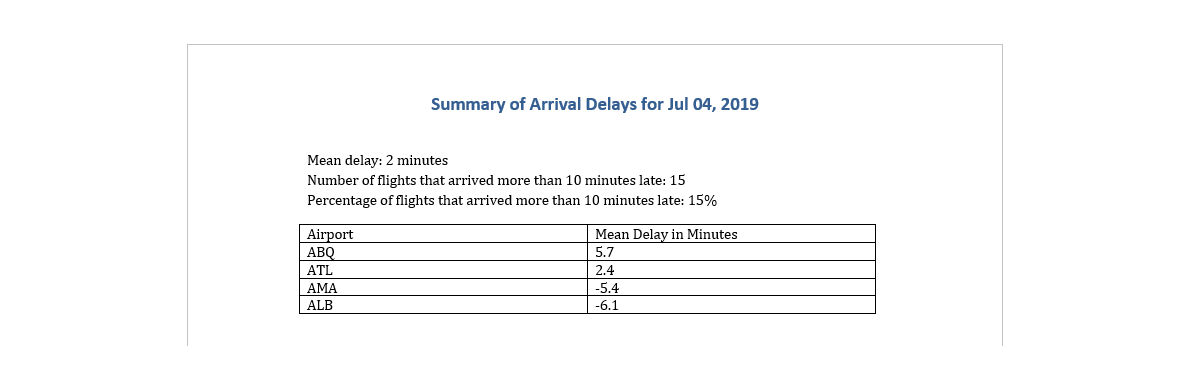 Summary of Arrival Delays for Jul 04, 2019
Mean delay: 2 minutes
Number of flights that arrived more than 10 minutes late: 15
Percentage of flights that arrived more than 10 minutes late: 15%
Airport Mean Delay in Minutes
ABQ 5.7
ATL 2.4
AMA -5.4
ALB -6.1